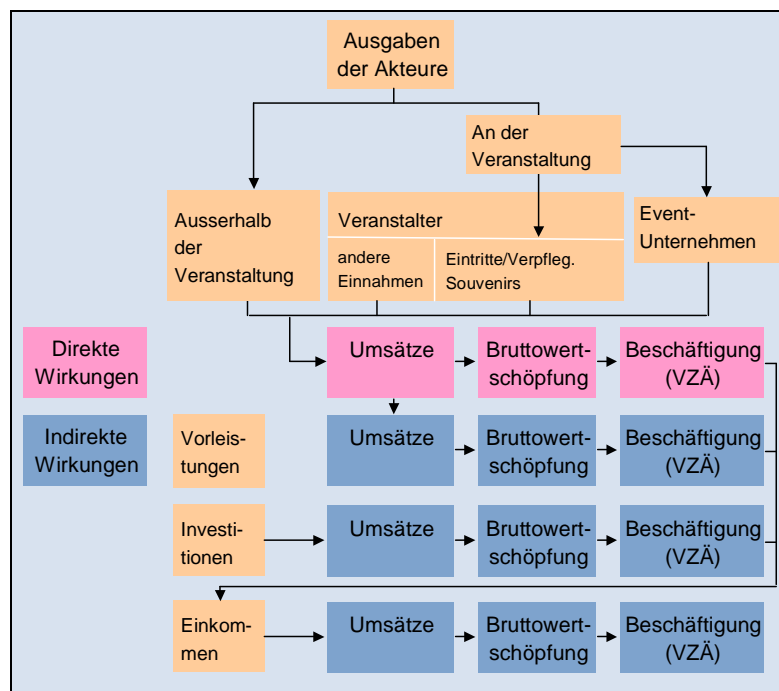 Ausgaben
der Akteure
An der
Veranstaltung
Ausserhalb
der
Veranstaltung
Veranstalter
andere
Einnahmen
Eintritte/Verpfleg.
Souvenirs
Event-
Unternehmen
Direkte
Wirkungen
Umsätze
Bruttowert-
schöpfung
Beschäftigung
(VZÄ)
Indirekte
Wirkungen
Vorleis-
tungen
Umsätze
Bruttowert-
schöpfung
Beschäftigung
(VZÄ)
Investi-
tionen
Umsätze
Bruttowert-
schöpfung
Beschäftigung
(VZÄ)
Einkom-
men
Umsätze
Bruttowert-
schöpfung
Beschäftigung
(VZÄ)